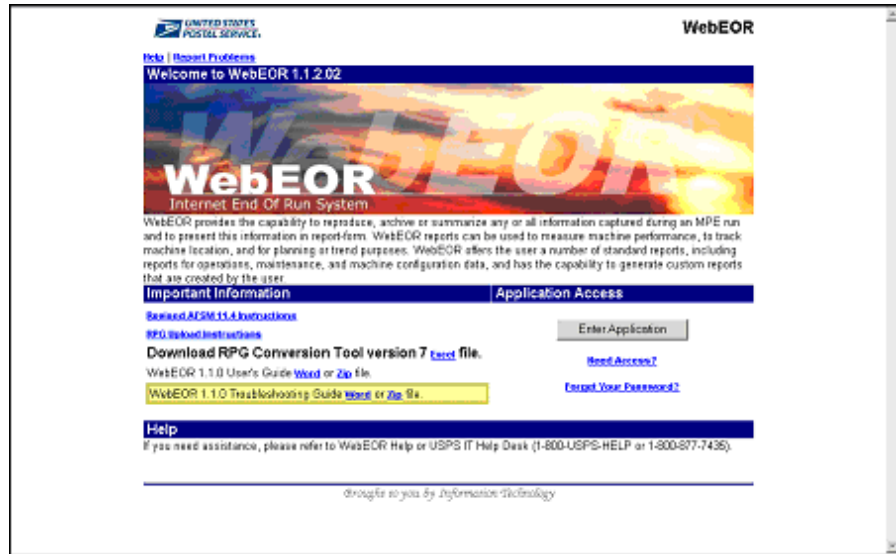 UNITED STATES
POSTAL SERVICE.
WebEOR
Help | Report Problems
Welcome to WebEOR 1.1.2.02
WebEOR
WebEOR
Internet End Of Run System
WebEOR provides the capability to reproduce, archive or summarize any or all information captured during an MPE run
and to present this information in report-form. WebEOR reports can be used to measure machine performance, to track
machine location, and for planning or trend purposes. WebEOR offers the user a number of standard reports, including
reports for operations, maintenance, and machine configuration data, and has the capability to generate custom reports
that are created by the user.
Important Information
Application Access
Revised AFSM 11.4 Instructions
Enter Application
RPG Upload Instructions
Download RPG Conversion Tool version 7 Excel file.
Need Access?
WebEOR 1.1.0 User's Guide Word or Zip file.
Forgot Your Password?
WebEOR 1.1.0 Troubleshooting Guide Word or Zip file.
Help
If you need assistance, please refer to WebEOR Help or USPS IT Help Desk (1-800-USPS-HELP or 1-800-877-7435).
Brought to you by Information Technology